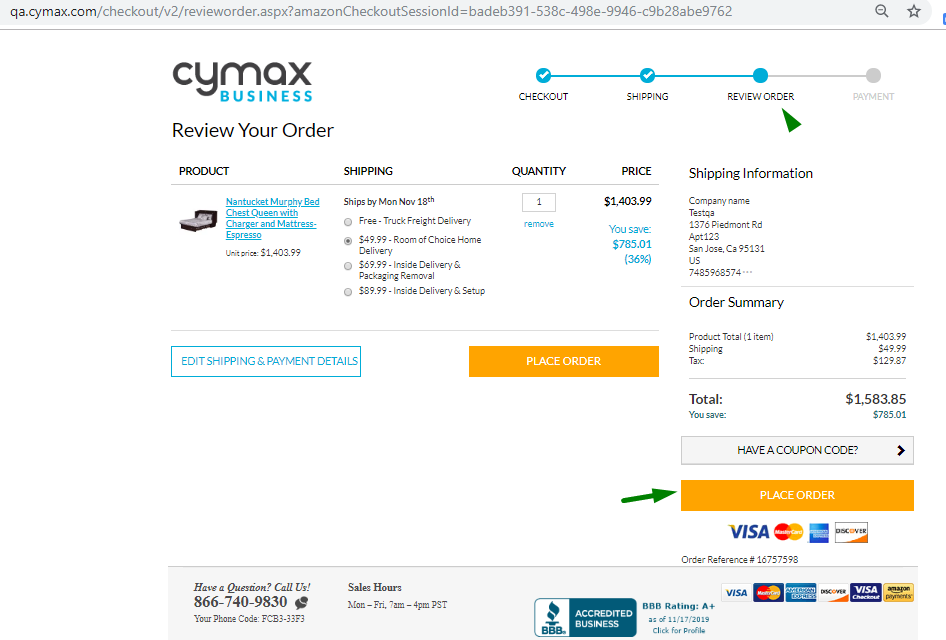 qa.cymax.com/checkout/v2/revieworder.aspx?amazonCheckoutSessionId=badeb391-538c-498e-9946-c9b28abe9762
cymax
BUSINESS
CHECKOUT
SHIPPING
REVIEW ORDER
PAYMENT
Review Your Order
PRODUCT
SHIPPING
QUANTITY
PRICE
Nantucket Murphy Bed
Chest Queen with
Charger and Mattress-
Espresso
Unit price: $1,403.99
Ships by Mon Nov 18th
Free - Truck Freight Delivery
$49.99 - Room of Choice Home
Delivery
$69.99 - Inside Delivery &
Packaging Removal
$89.99 - Inside Delivery & Setup
1
remove
$1,403.99
You save:
$785.01
(36%)
EDIT SHIPPING & PAYMENT DETAILS
PLACE ORDER
Shipping Information
Company name
Testqa
1376 Piedmont Rd
Apt123
San Jose, Ca 95131
US
7485968574 ···
Order Summary
Product Total (1 item) $1,403.99
Shipping $49.99
Tax: $129.87
Total: $1,583.85
You save: $785.01
HAVE A COUPON CODE?
PLACE ORDER
VISA MasterCard AMERICAN EXPRESS DISCOVER
Order Reference # 16757598
Have a Question? Call Us!
866-740-9830
Your Phone Code: FCB3-33F3
Sales Hours
Mon – Fri, 7am – 4pm PST
BBB.
ACCREDITED
BUSINESS
BBB Rating: A+
as of 11/17/2019
Click for Profile
VISA MasterCard AMERICAN EXPRESS DISCOVER VISA Checkout amazon payments